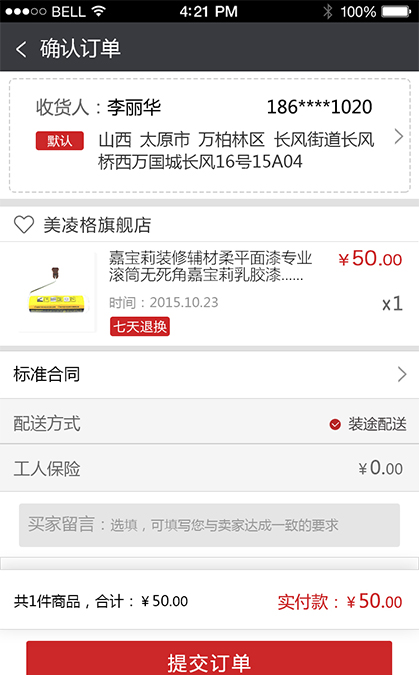 BELL 4:21 PM 100%
确认订单
收货人：李丽华 186****1020
默认 山西 太原市 万柏林区 长风街道长风
桥西万国城长风16号15A04
美凌格旗舰店
嘉宝莉装修辅材柔平面漆专业 ￥50.00
滚筒无死角嘉宝莉乳胶漆......
时间：2015.10.23 x1
七天退换
标准合同
配送方式 装途配送
工人保险 ￥0.00
买家留言：选填，可填写您与卖家达成一致的要求
共1件商品，合计：￥50.00 实付款：￥50.00
提交订单